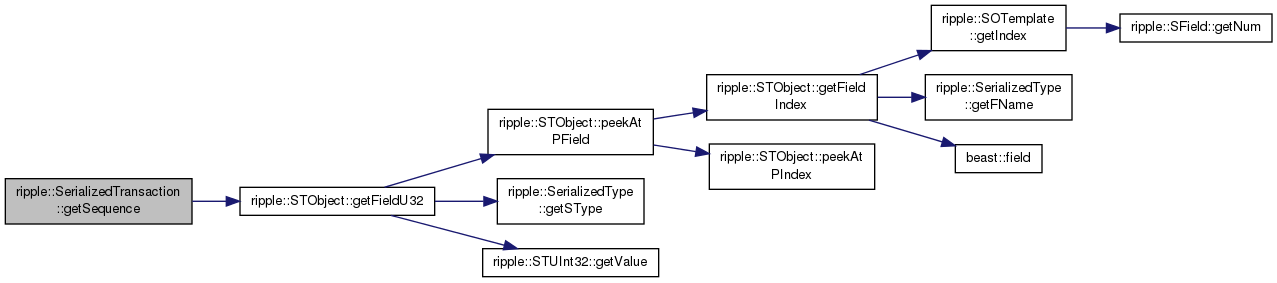 ripple::SerializedTransaction
::getSequence
ripple::STObject::getFieldU32
ripple::STObject::peekAt
PField
ripple::SerializedType
::getSType
ripple::STUInt32::getValue
ripple::STObject::getField
Index
ripple::STObject::peekAt
PIndex
ripple::SOTemplate
::getIndex
ripple::SerializedType
::getFName
beast::field
ripple::SField::getNum